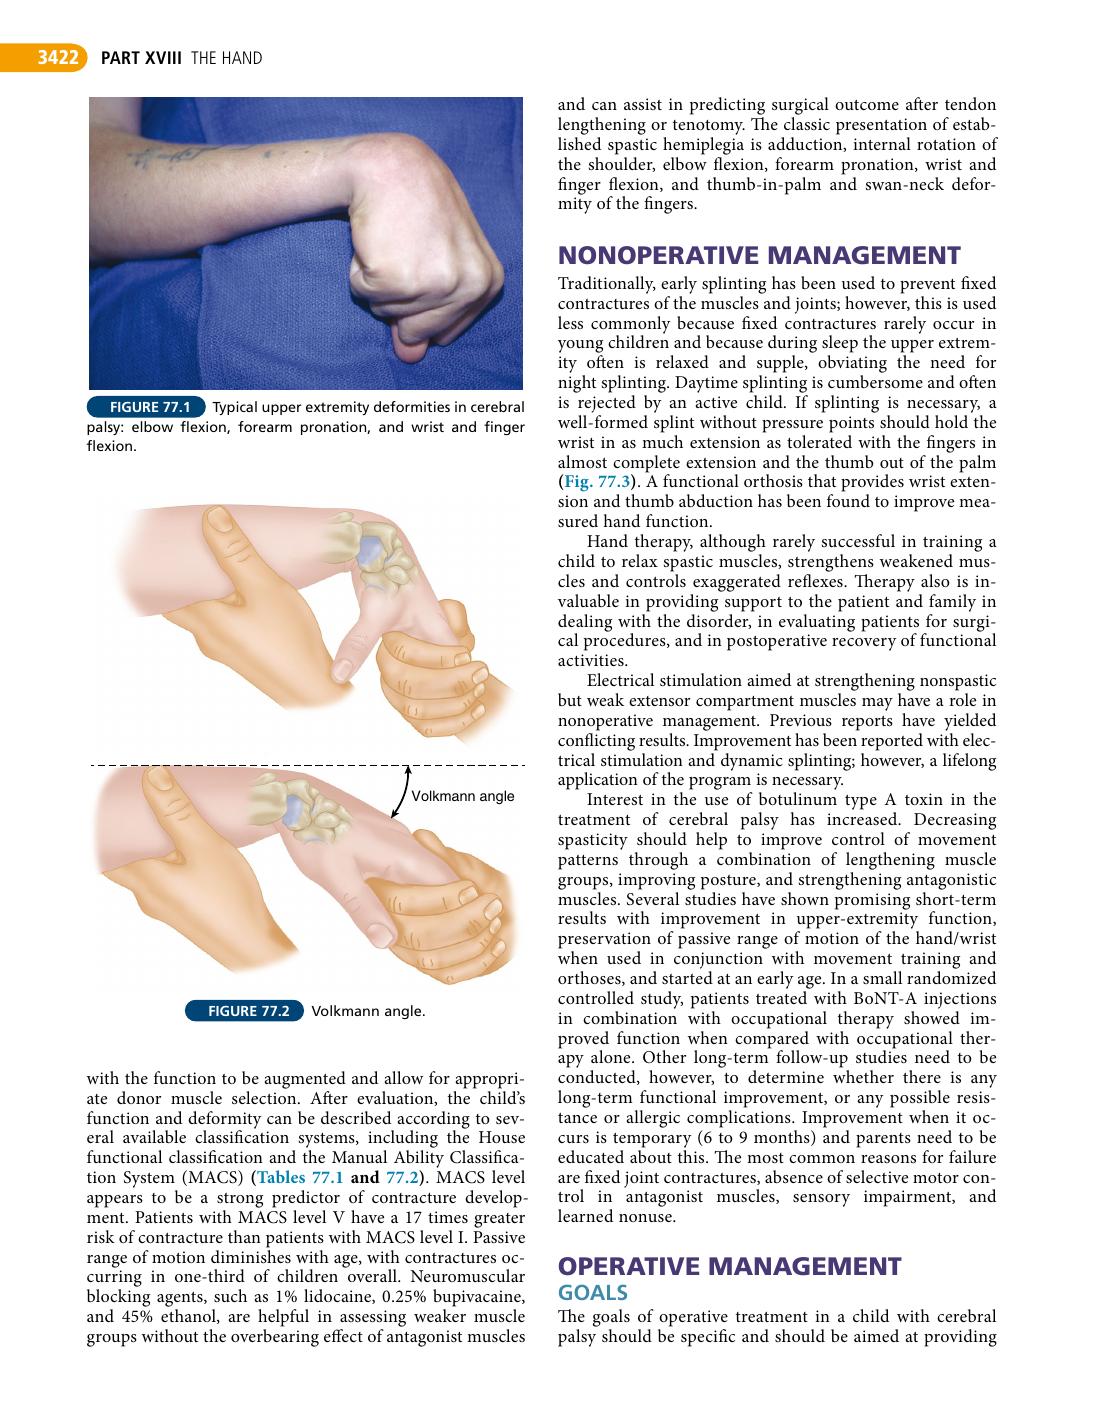 3422 PART XVIII THE HAND
FIGURE 77.1 Typical upper extremity deformities in cerebral
palsy: elbow flexion, forearm pronation, and wrist and finger
flexion.
Volkmann angle
FIGURE 77.2 Volkmann angle.
with the function to be augmented and allow for appropri-
ate donor muscle selection. After evaluation, the child's
function and deformity can be described according to sev-
eral available classification systems, including the House
functional classification and the Manual Ability Classifica-
tion System (MACS) (Tables 77.1 and 77.2). MACS level
appears to be a strong predictor of contracture develop-
ment. Patients with MACS level V have a 17 times greater
risk of contracture than patients with MACS level I. Passive
range of motion diminishes with age, with contractures oc-
curring in one-third of children overall. Neuromuscular
blocking agents, such as 1% lidocaine, 0.25% bupivacaine,
and 45% ethanol, are helpful in assessing weaker muscle
groups without the overbearing effect of antagonist muscles
and can assist in predicting surgical outcome after tendon
lengthening or tenotomy. The classic presentation of estab-
lished spastic hemiplegia is adduction, internal rotation of
the shoulder, elbow flexion, forearm pronation, wrist and
finger flexion, and thumb-in-palm and swan-neck defor-
mity of the fingers.
NONOPERATIVE MANAGEMENT
Traditionally, early splinting has been used to prevent fixed
contractures of the muscles and joints; however, this is used
less commonly because fixed contractures rarely occur in
young children and because during sleep the upper extrem-
ity often is relaxed and supple, obviating the need for
night splinting. Daytime splinting is cumbersome and often
is rejected by an active child. If splinting is necessary, a
well-formed splint without pressure points should hold the
wrist in as much extension as tolerated with the fingers in
almost complete extension and the thumb out of the palm
(Fig. 77.3). A functional orthosis that provides wrist exten-
sion and thumb abduction has been found to improve mea-
sured hand function.
Hand therapy, although rarely successful in training a
child to relax spastic muscles, strengthens weakened mus-
cles and controls exaggerated reflexes. Therapy also is in-
valuable in providing support to the patient and family in
dealing with the disorder, in evaluating patients for surgi-
cal procedures, and in postoperative recovery of functional
activities.
Electrical stimulation aimed at strengthening nonspastic
but weak extensor compartment muscles may have a role in
nonoperative management. Previous reports have yielded
conflicting results. Improvement has been reported with elec-
trical stimulation and dynamic splinting; however, a lifelong
application of the program is necessary.
Interest in the use of botulinum type A toxin in the
treatment of cerebral palsy has increased. Decreasing
spasticity should help to improve control of movement
patterns through a combination of lengthening muscle
groups, improving posture, and strengthening antagonistic
muscles. Several studies have shown promising short-term
results with improvement in upper-extremity function,
preservation of passive range of motion of the hand/wrist
when used in conjunction with movement training and
orthoses, and started at an early age. In a small randomized
controlled study, patients treated with BoNT-A injections
in combination with occupational therapy showed im-
proved function when compared with occupational ther-
apy alone. Other long-term follow-up studies need to be
conducted, however, to determine whether there is any
long-term functional improvement, or any possible resis-
tance or allergic complications. Improvement when it oc-
curs is temporary (6 to 9 months) and parents need to be
educated about this. The most common reasons for failure
are fixed joint contractures, absence of selective motor con-
trol in antagonist muscles, sensory impairment, and
learned nonuse.
OPERATIVE MANAGEMENT
GOALS
The goals of operative treatment in a child with cerebral
palsy should be specific and should be aimed at providing